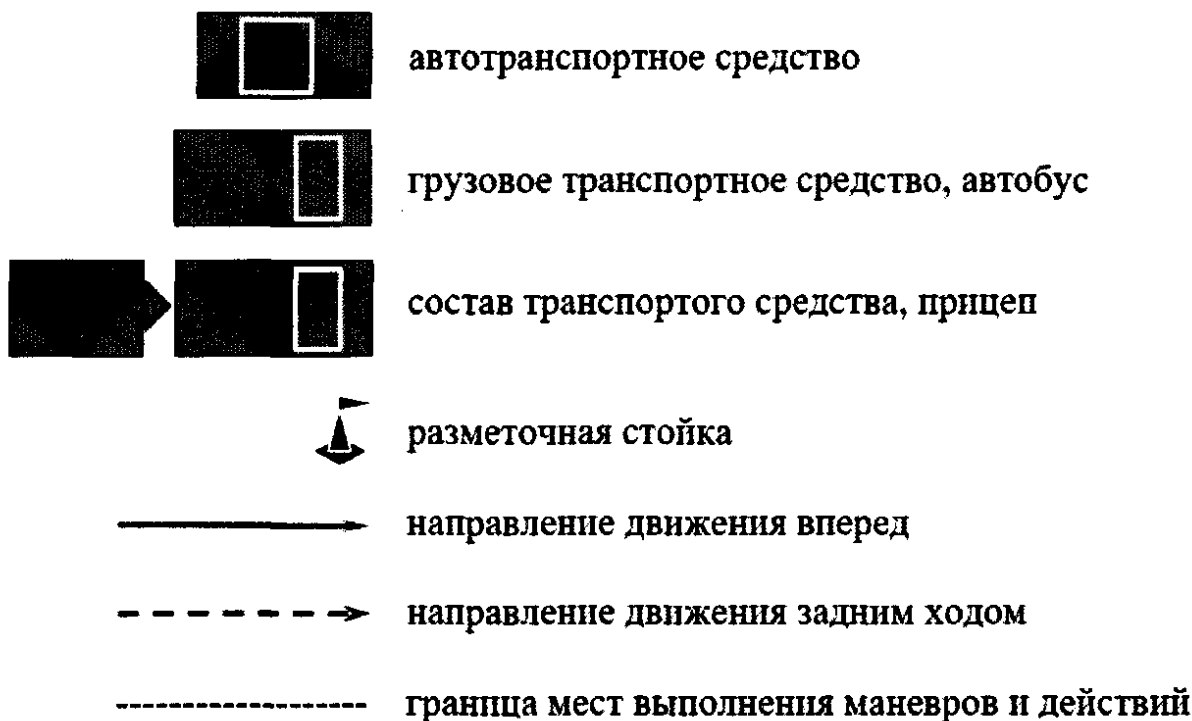 автотранспортное средство
грузовое транспортное средство, автобус
состав транспортого средства, прицеп
разметочная стойка
направление движения вперед
направление движения задним ходом
граница мест выполнения маневров и действий